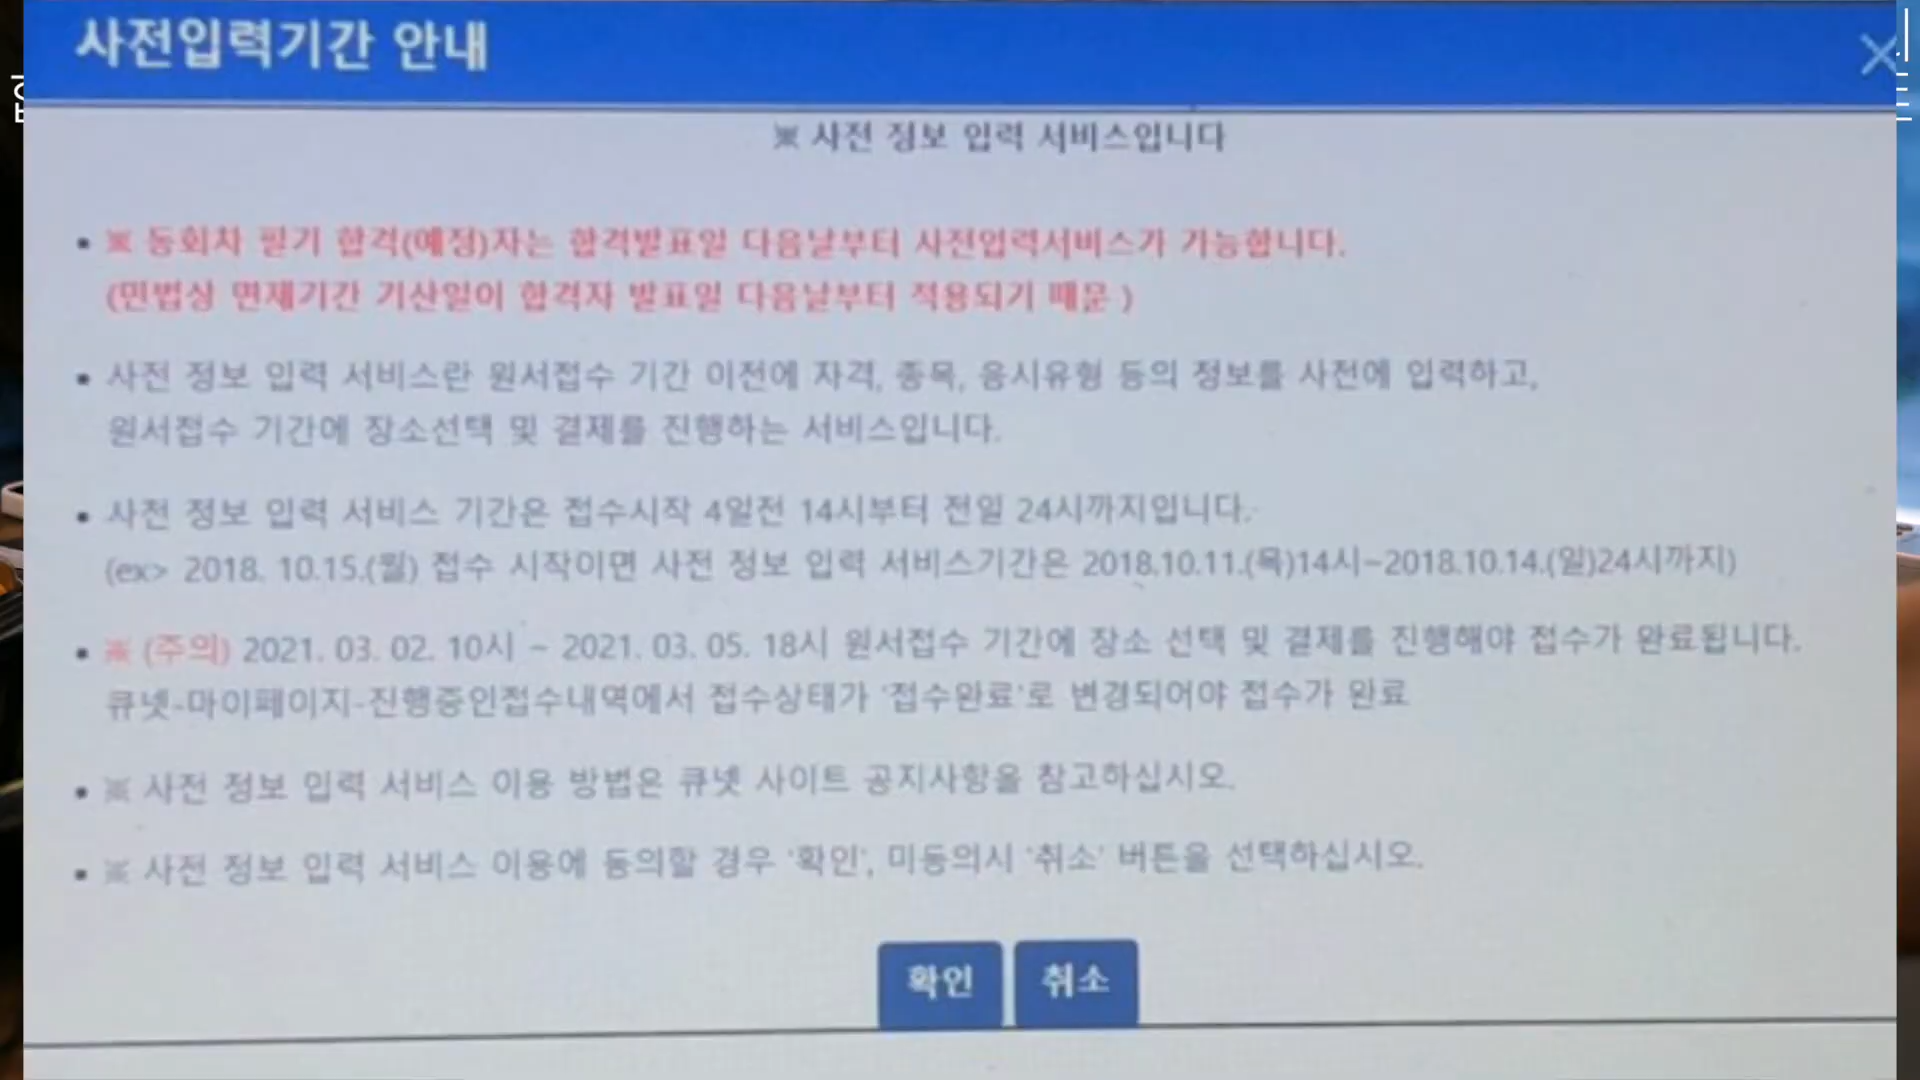 사전입력기간 안내
※ 사전 정보 입력 서비스입니다
※ 동회차 필기 합격(예정)자는 합격발표일 다음날부터 사전입력서비스가 가능합니다.
(민법상 면제기간 기산일이 합격자 발표일 다음날부터 적용되기 때문 )
사전 정보 입력 서비스란 원서접수 기간 이전에 자격, 종목, 응시유형 등의 정보를 사전에 입력하고,
원서접수 기간에 장소선택 및 결제를 진행하는 서비스입니다.
사전 정보 입력 서비스 기간은 접수시작 4일전 14시부터 전일 24시까지입니다.
(ex> 2018. 10.15.(월) 접수 시작이면 사전 정보 입력 서비스기간은 2018.10.11.(목)14시~2018.10.14.(일)24시까지)
※ (주의) 2021. 03. 02. 10시 ~ 2021. 03. 05. 18시 원서접수 기간에 장소 선택 및 결제를 진행해야 접수가 완료됩니다.
큐넷-마이페이지-진행중인접수내역에서 접수상태가 '접수완료'로 변경되어야 접수가 완료
※ 사전 정보 입력 서비스 이용 방법은 큐넷 사이트 공지사항을 참고하십시오.
※ 사전 정보 입력 서비스 이용에 동의할 경우 '확인', 미동의시 '취소' 버튼을 선택하십시오.
확인
취소